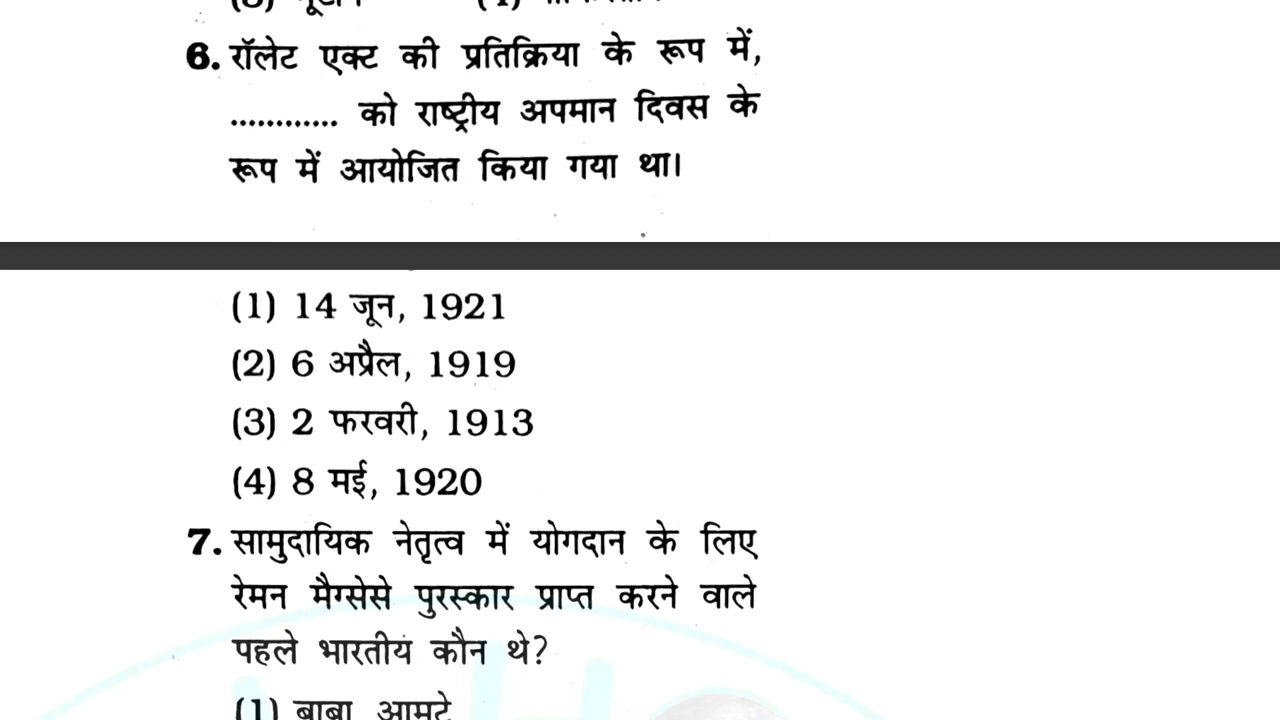 6. रॉलेट एक्ट की प्रतिक्रिया के रूप में,
............ को राष्ट्रीय अपमान दिवस के
रूप में आयोजित किया गया था।
(1) 14 जून, 1921
(2) 6 अप्रैल, 1919
(3) 2 फरवरी, 1913
(4) 8 मई, 1920
7. सामुदायिक नेतृत्व में योगदान के लिए
रेमन मैग्सेसे पुरस्कार प्राप्त करने वाले
पहले भारतीय कौन थे?
(1) बाबा आमटे